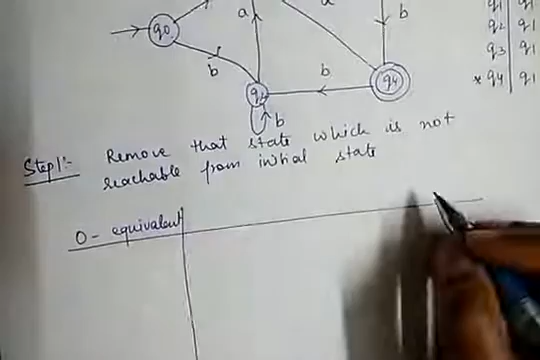 q0
a
a
b
b
b
q2
b
q4
q1 q
q2 q1
q3 q1
* q4 q1
Step1:- Remove that state which is not
reachable from initial state
0- equivalent